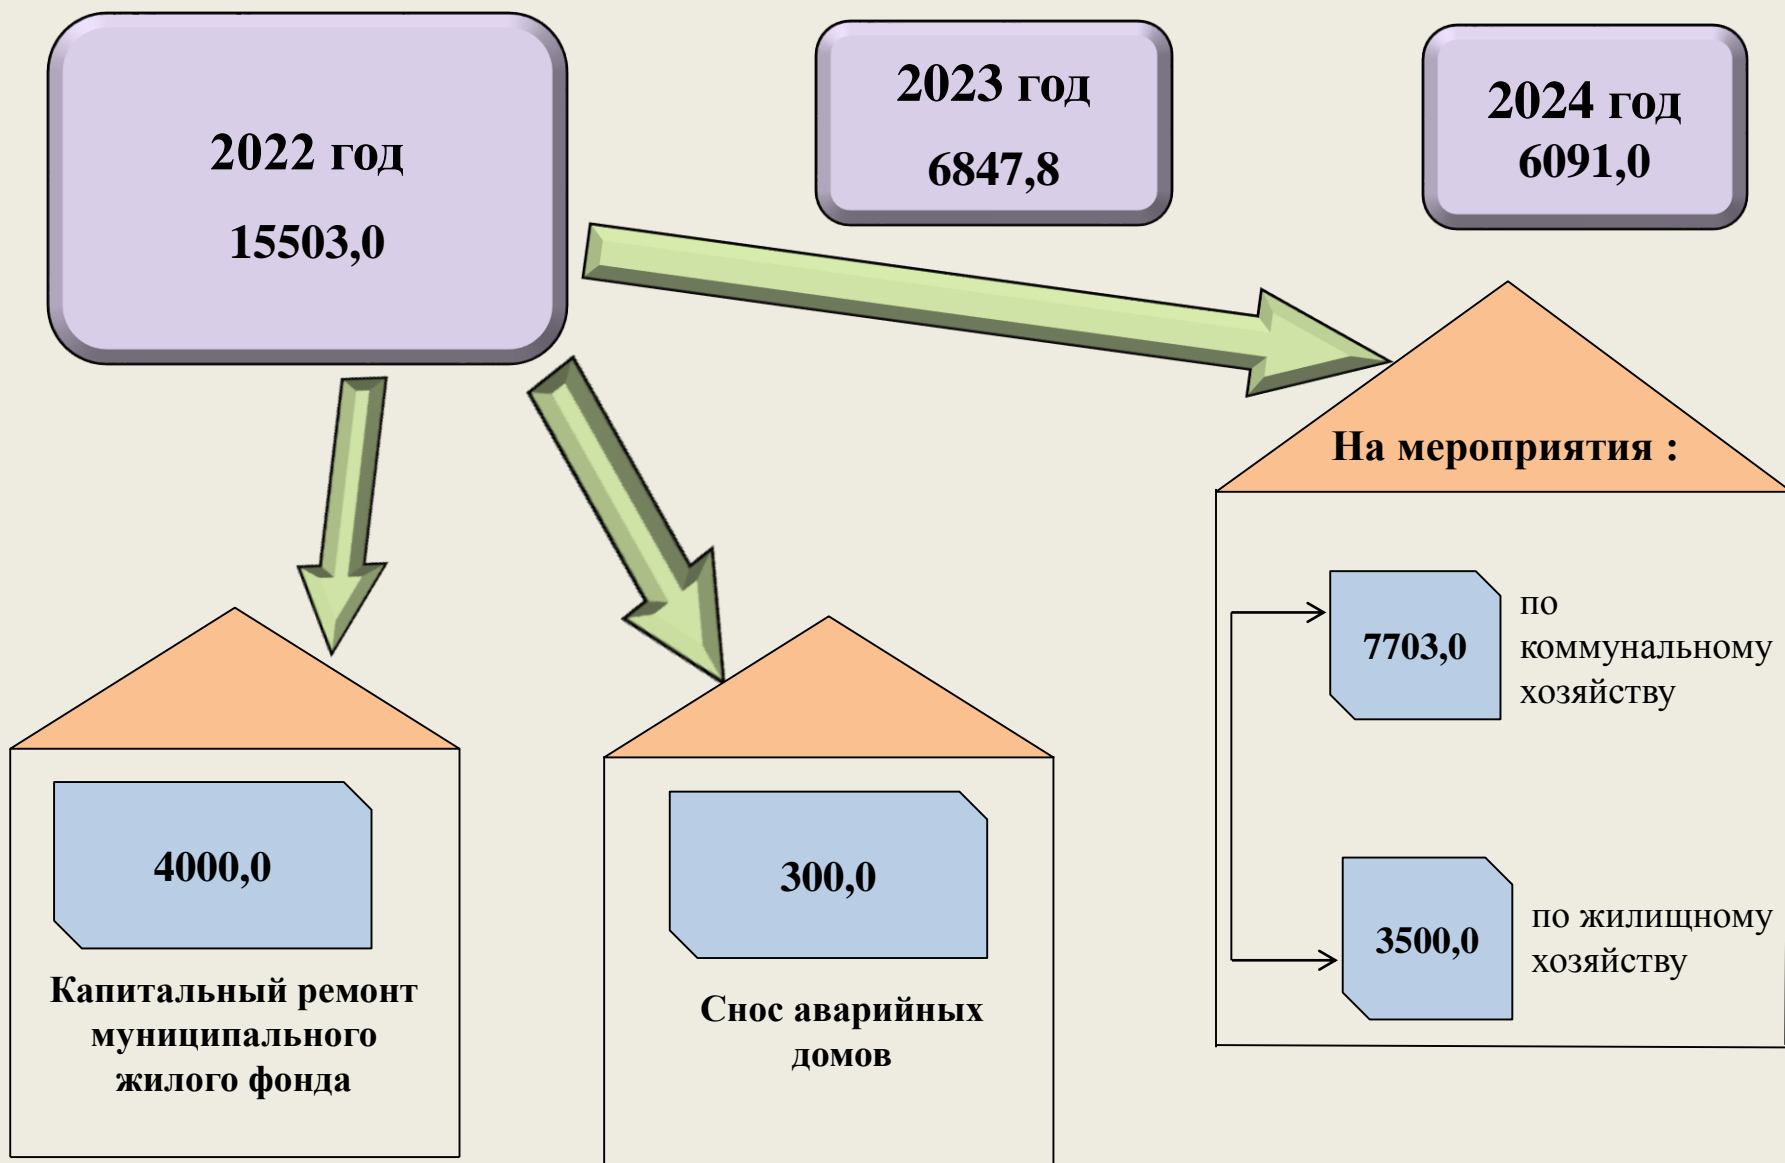 2022 год
15503,0
2023 год
6847,8
2024 год
6091,0
На мероприятия :
7703,0
по
коммунальному
хозяйству
3500,0
по жилищному
хозяйству
4000,0
Капитальный ремонт
муниципального
жилого фонда
300,0
Снос аварийных
домов